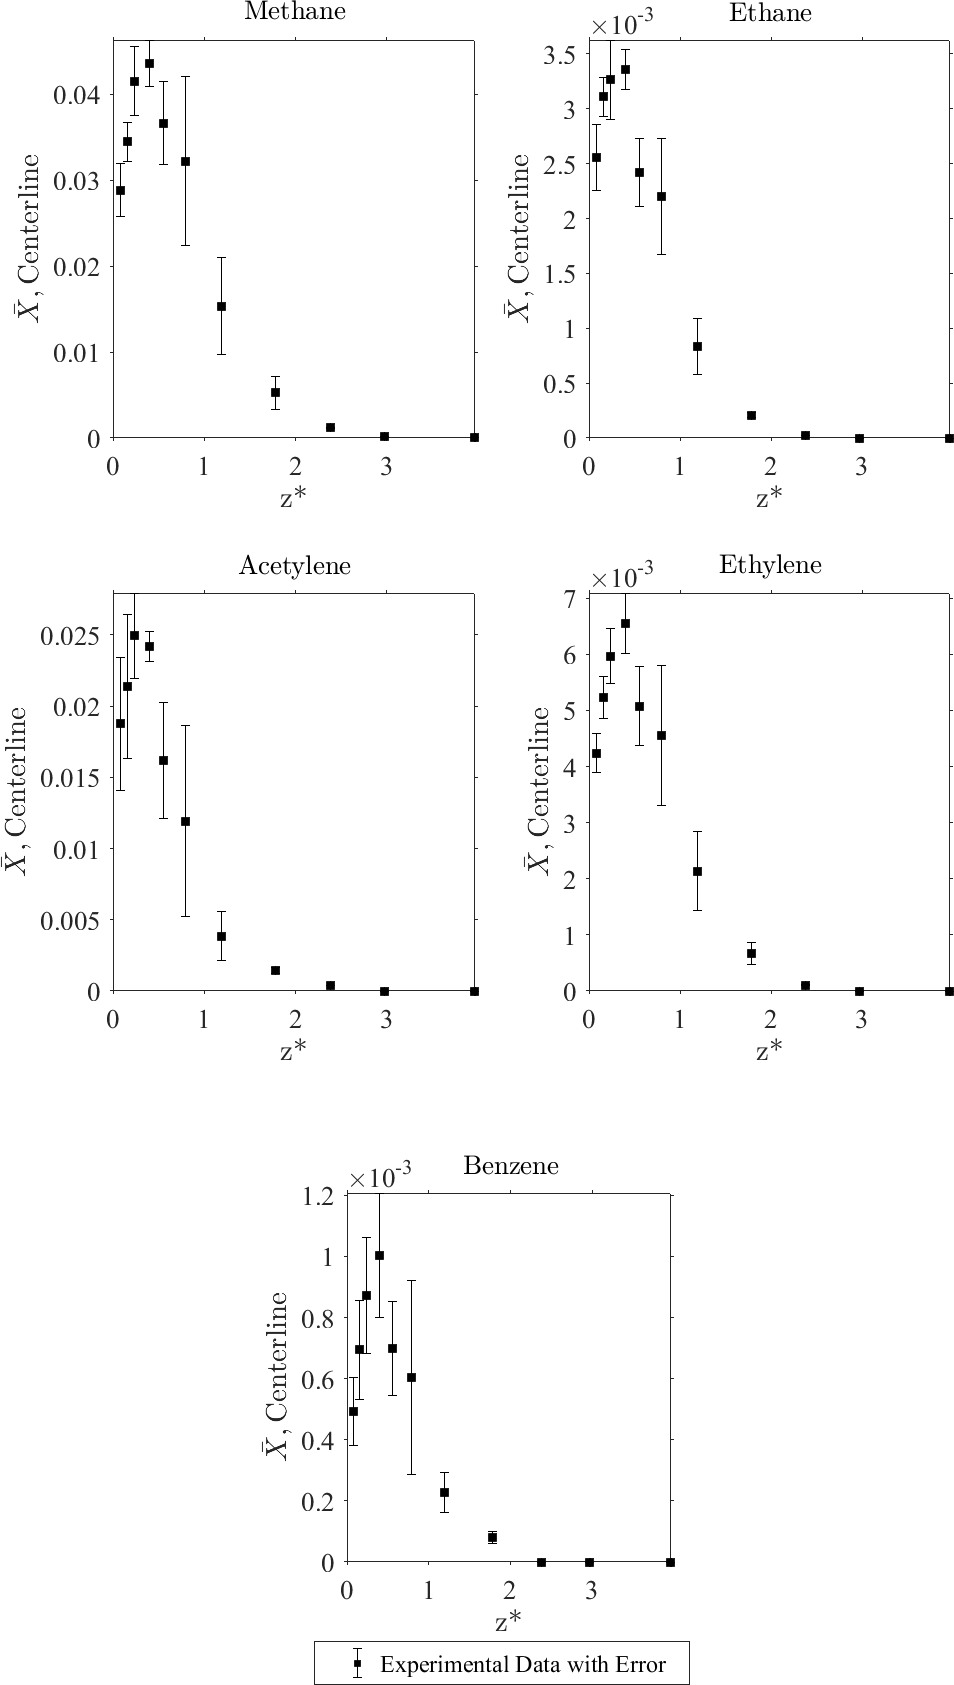 Methane
0.04
0.03
0.02
0.01
0
0 1 2 3
z*
X̄, Centerline
Ethane
×10-3
3.5
3
2.5
2
1.5
1
0.5
0
0 1 2 3
z*
X̄, Centerline
Acetylene
0.025
0.02
0.015
0.01
0.005
0
0 1 2 3
z*
X̄, Centerline
Ethylene
×10-3
7
6
5
4
3
2
1
0
0 1 2 3
z*
X̄, Centerline
Benzene
×10-3
1.2
1
0.8
0.6
0.4
0.2
0
0 1 2 3
z*
X̄, Centerline
Experimental Data with Error